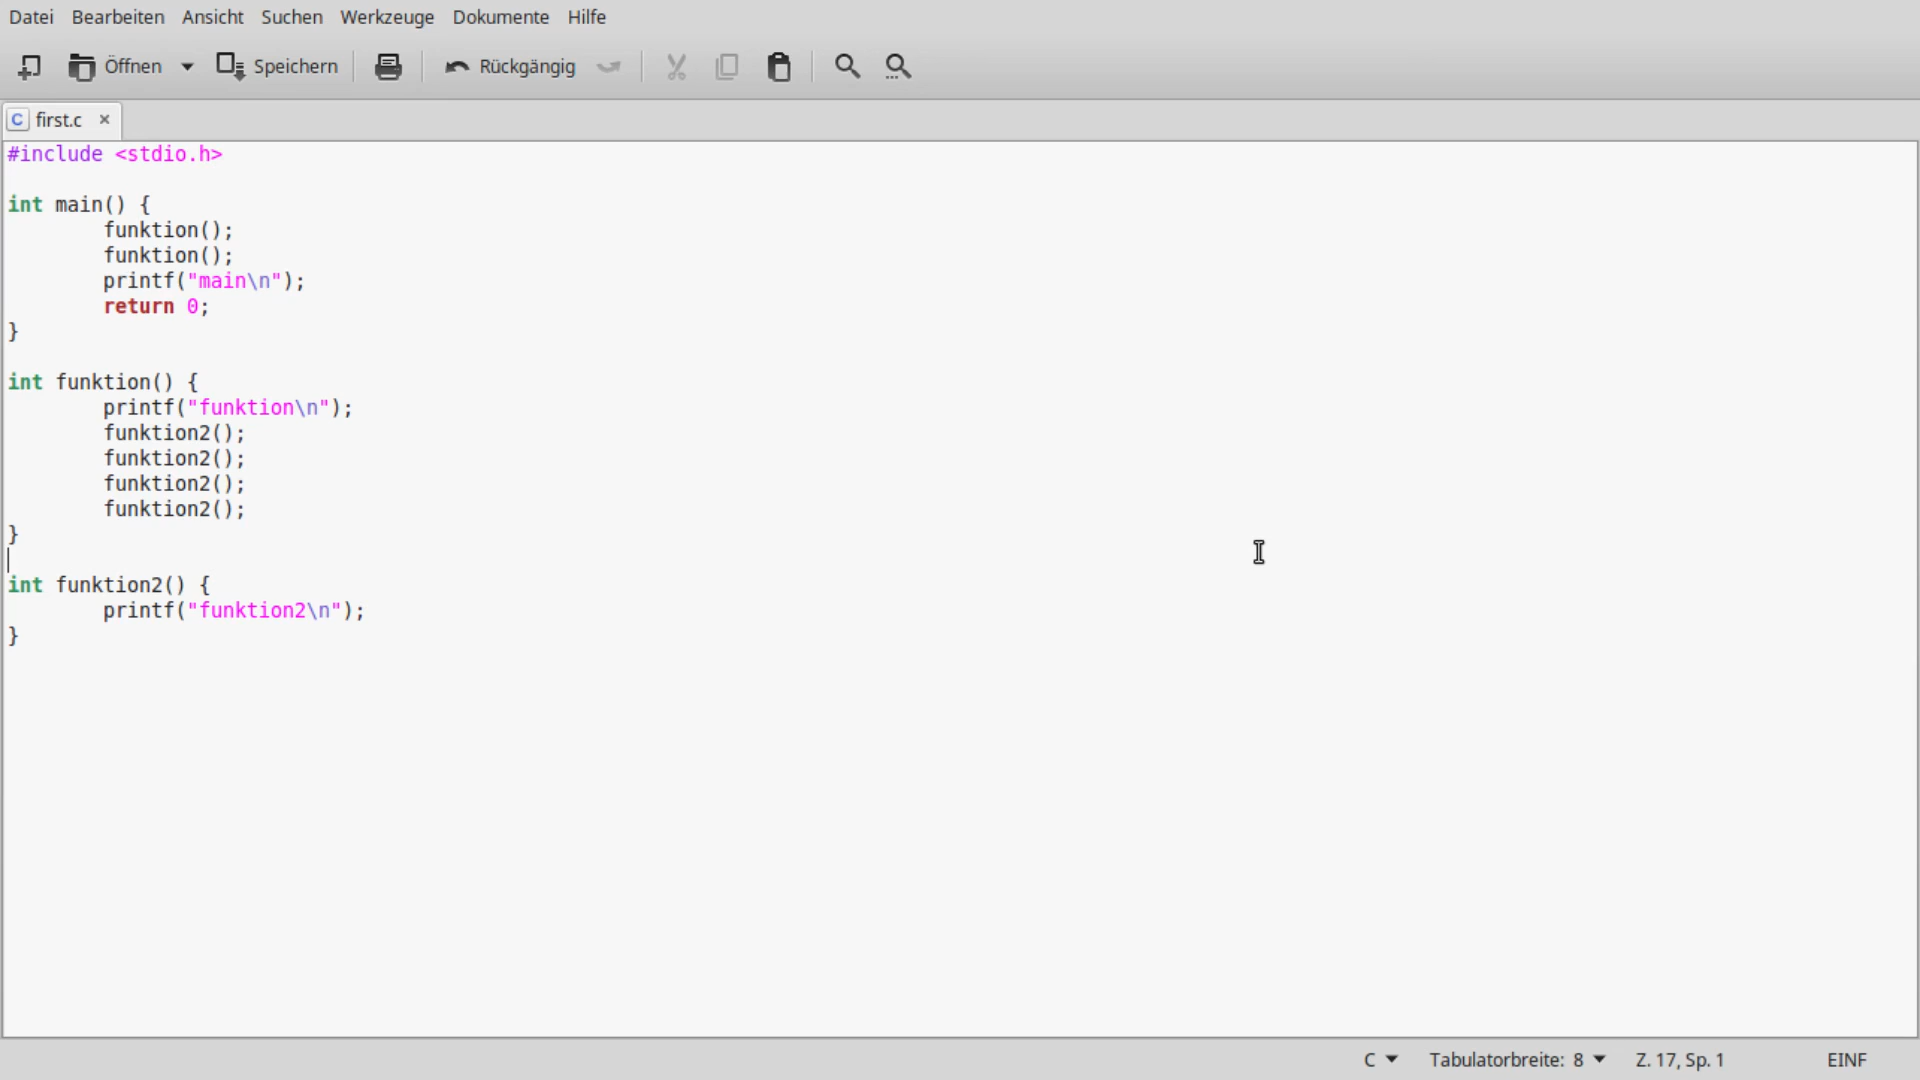 Datei Bearbeiten Ansicht Suchen Werkzeuge Dokumente Hilfe
Öffnen Speichern Rückgängig
C first.c ×
#include <stdio.h>
int main() {
funktion();
funktion();
printf("main\n");
return 0;
}
int funktion() {
printf("funktion\n");
funktion2();
funktion2();
funktion2();
funktion2();
}
int funktion2() {
printf("funktion2\n");
}
C Tabulatorbreite: 8 Z. 17, Sp. 1 EINF